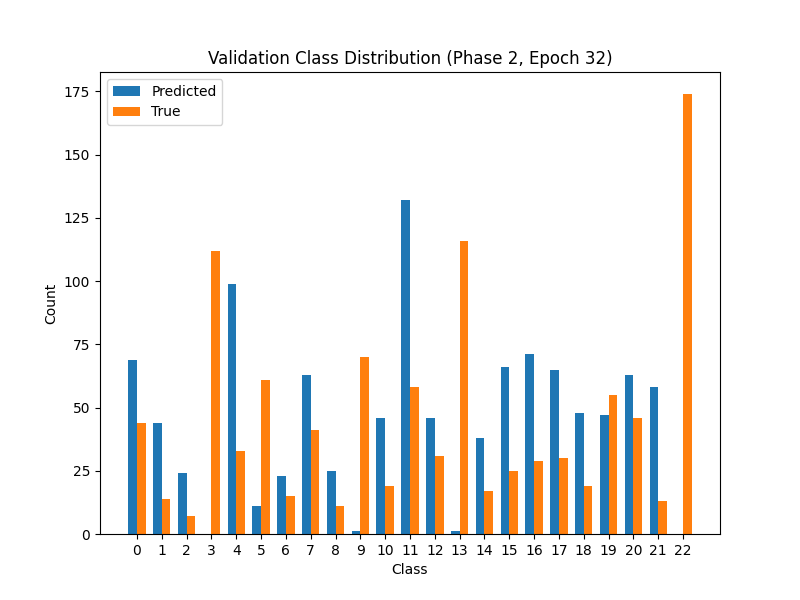 Validation Class Distribution (Phase 2, Epoch 32)
Predicted
True
175
150
125
100
75
50
25
0
Count
0 1 2 3 4 5 6 7 8 9 10 11 12 13 14 15 16 17 18 19 20 21 22
Class